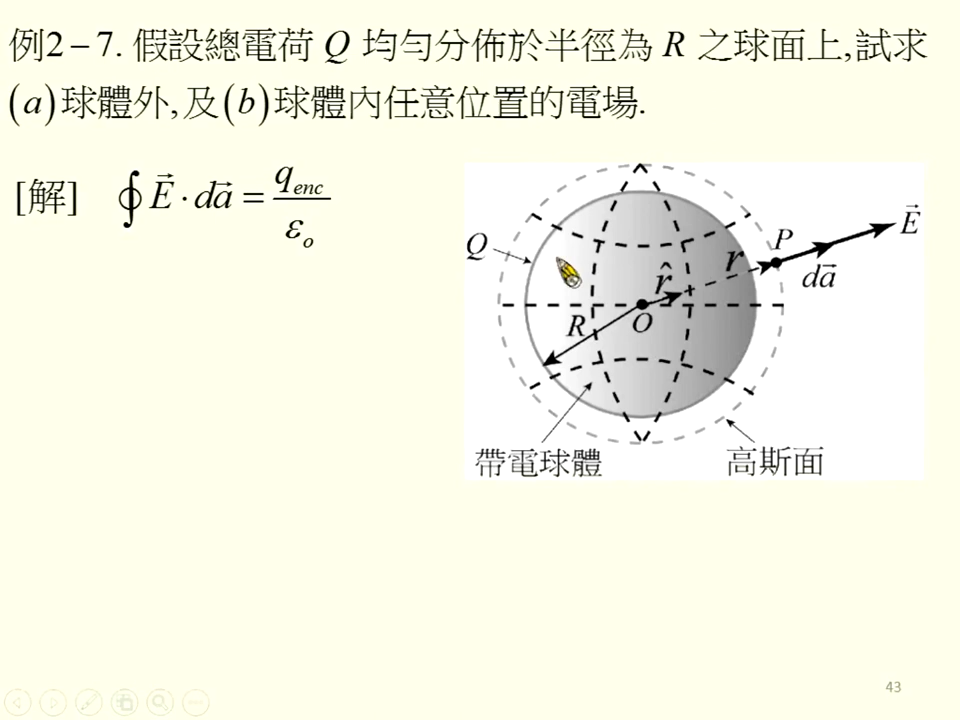 例2－7. 假設總電荷 Q 均勻分佈於半徑為 R 之球面上,試求
(a)球體外,及(b)球體內任意位置的電場.
[解] ∮ E⃗ · da⃗ = q_enc / ε_o
Q
R
O
r̂
r
P
E⃗
da⃗
帶電球體
高斯面
43